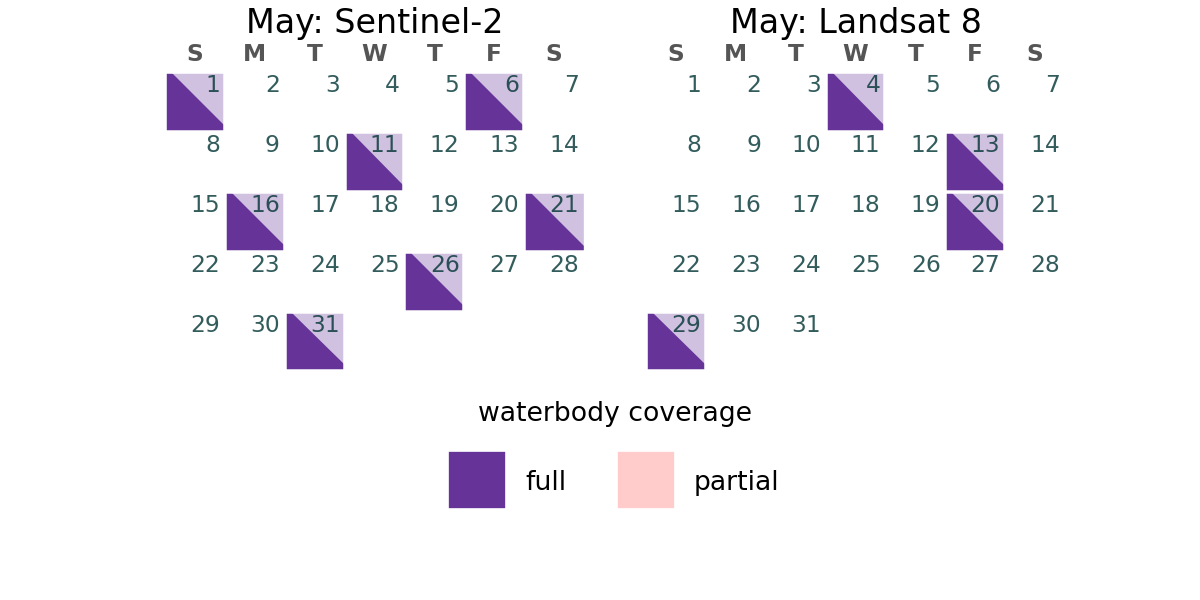 May: Sentinel-2
S M T W T F S
1 2 3 4 5 6 7
8 9 10 11 12 13 14
15 16 17 18 19 20 21
22 23 24 25 26 27 28
29 30 31
May: Landsat 8
S M T W T F S
1 2 3 4 5 6 7
8 9 10 11 12 13 14
15 16 17 18 19 20 21
22 23 24 25 26 27 28
29 30 31
waterbody coverage
full partial